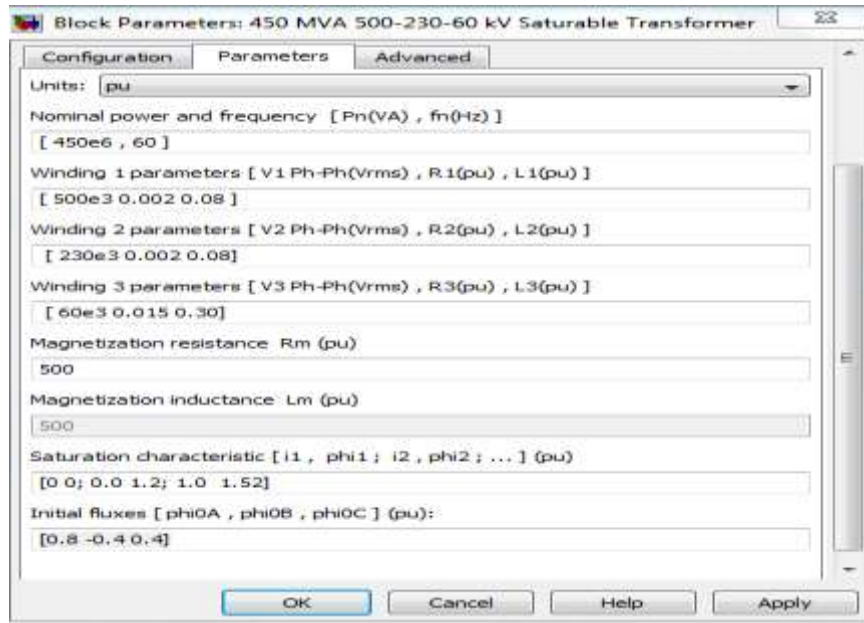 Block Parameters: 450 MVA 500-230-60 kV Saturable Transformer
Configuration Parameters Advanced
Units: pu
Nominal power and frequency [ Pn(VA) , fn(Hz) ]
[ 450e6 , 60 ]
Winding 1 parameters [ V1 Ph-Ph(Vrms) , R1(pu) , L1(pu) ]
[ 500e3 0.002 0.08 ]
Winding 2 parameters [ V2 Ph-Ph(Vrms) , R2(pu) , L2(pu) ]
[ 230e3 0.002 0.08]
Winding 3 parameters [ V3 Ph-Ph(Vrms) , R3(pu) , L3(pu) ]
[ 60e3 0.015 0.30]
Magnetization resistance Rm (pu)
500
Magnetization inductance Lm (pu)
500
Saturation characteristic [ i1 , phi1 ; i2 , phi2 ; ... ] (pu)
[0 0; 0.0 1.2; 1.0 1.52]
Initial fluxes [ phi0A , phi0B , phi0C ] (pu):
[0.8 -0.4 0.4]
OK Cancel Help Apply